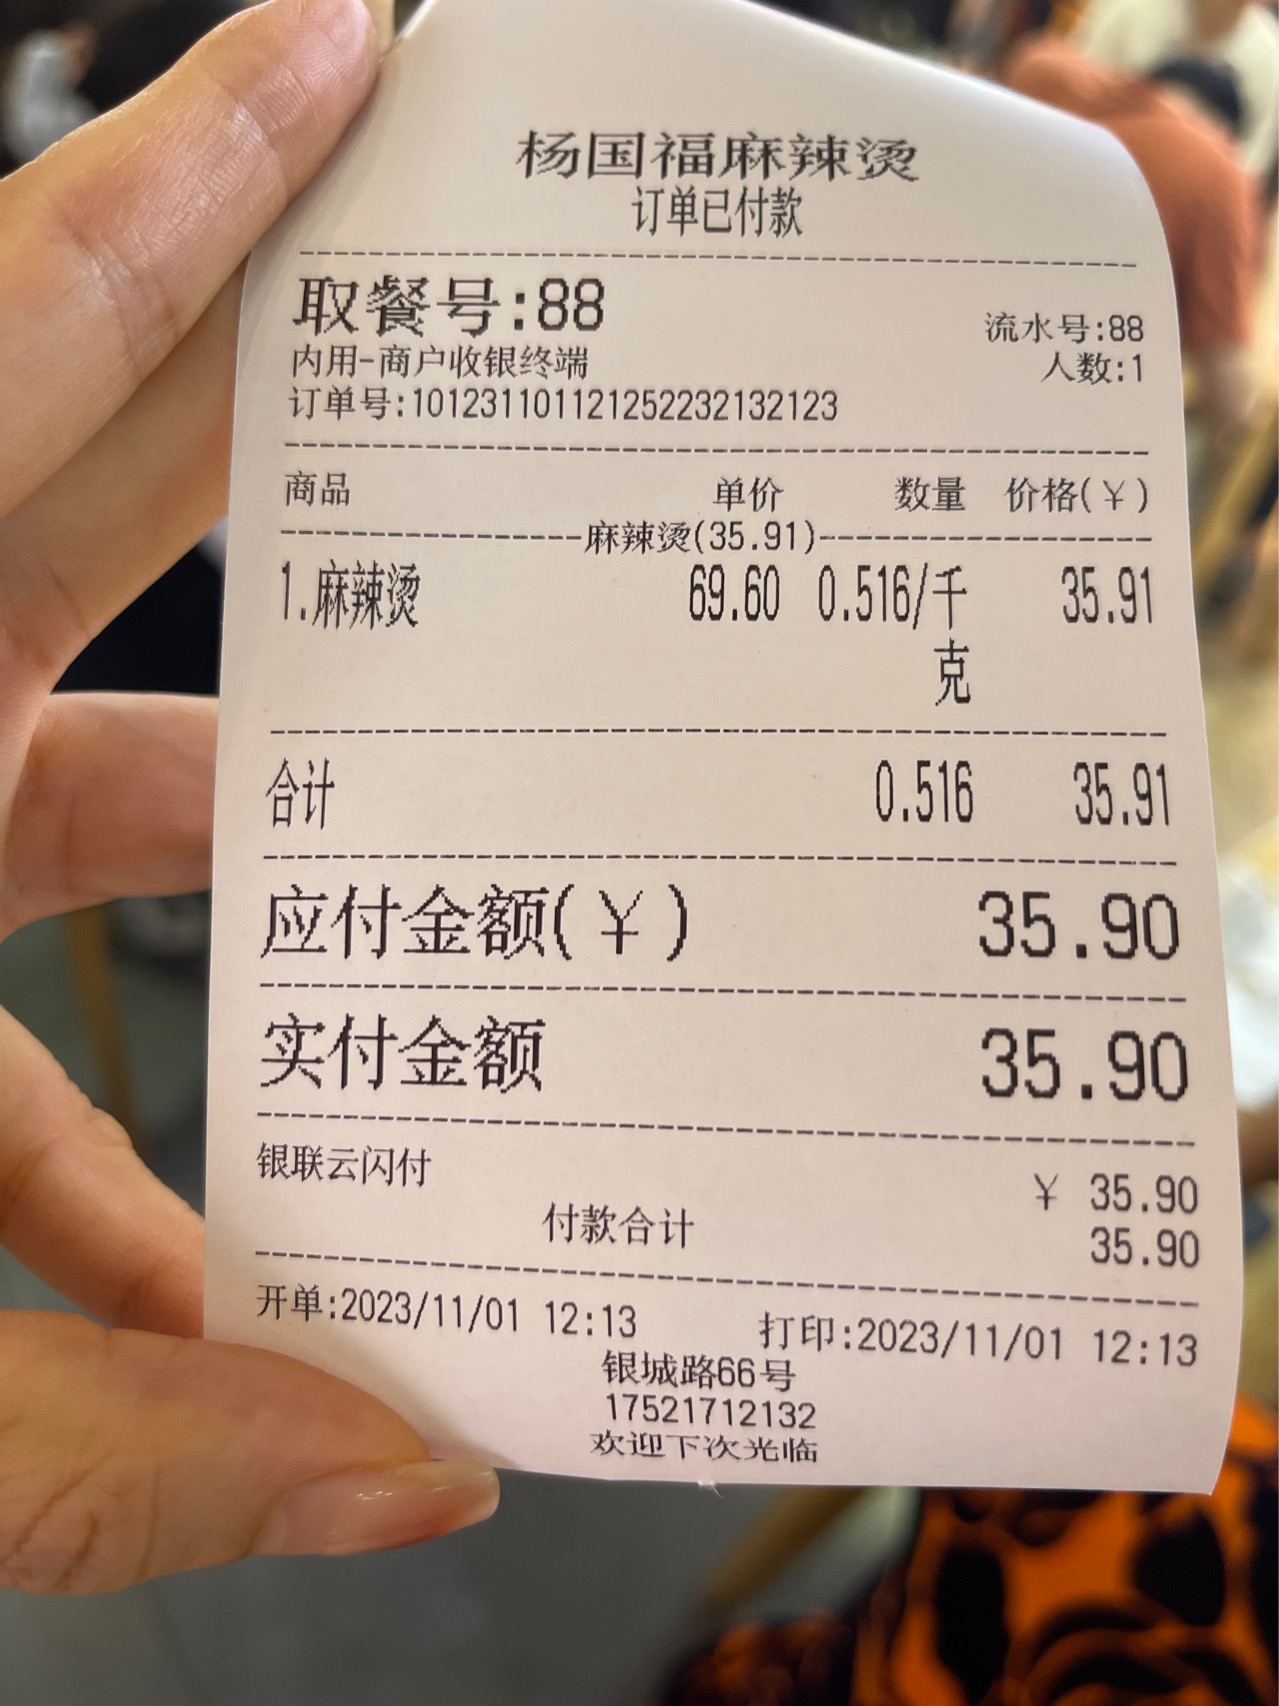 杨国福麻辣烫
订单已付款
取餐号:88
流水号:88
内用-商户收银终端
人数:1
订单号:101231101121252232132123
商品 单价 数量 价格(¥)
麻辣烫(35.91)
1.麻辣烫 69.60 0.516/千 35.91
克
合计 0.516 35.91
应付金额(¥) 35.90
实付金额 35.90
银联云闪付 ¥ 35.90
付款合计 35.90
开单:2023/11/01 12:13 打印:2023/11/01 12:13
银城路66号
17521712132
欢迎下次光临